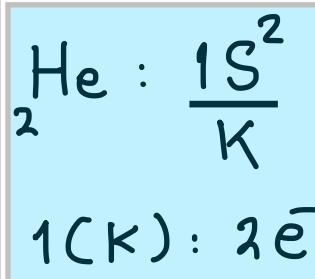 ₂He : 1S²
K
1(K) : 2e⁻